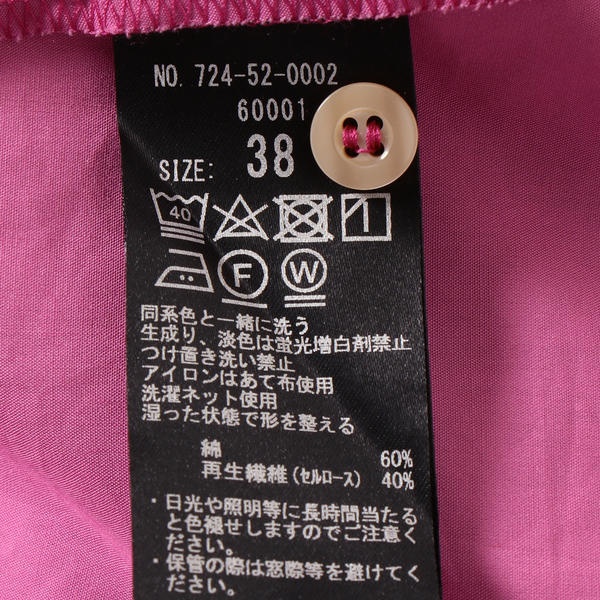 NO. 724-52-0002
60001
SIZE: 38
40
F W
同系色と一緒に洗う
生成り、淡色は蛍光増白剤禁止
つけ置き洗い禁止
アイロンはあて布使用
洗濯ネット使用
湿った状態で形を整える
綿 60%
再生繊維(セルロース) 40%
・日光や照明等に長時間当たる
と色褪せしますのでご注意く
ださい。
・保管の際は窓際等を避けてく
ださい。